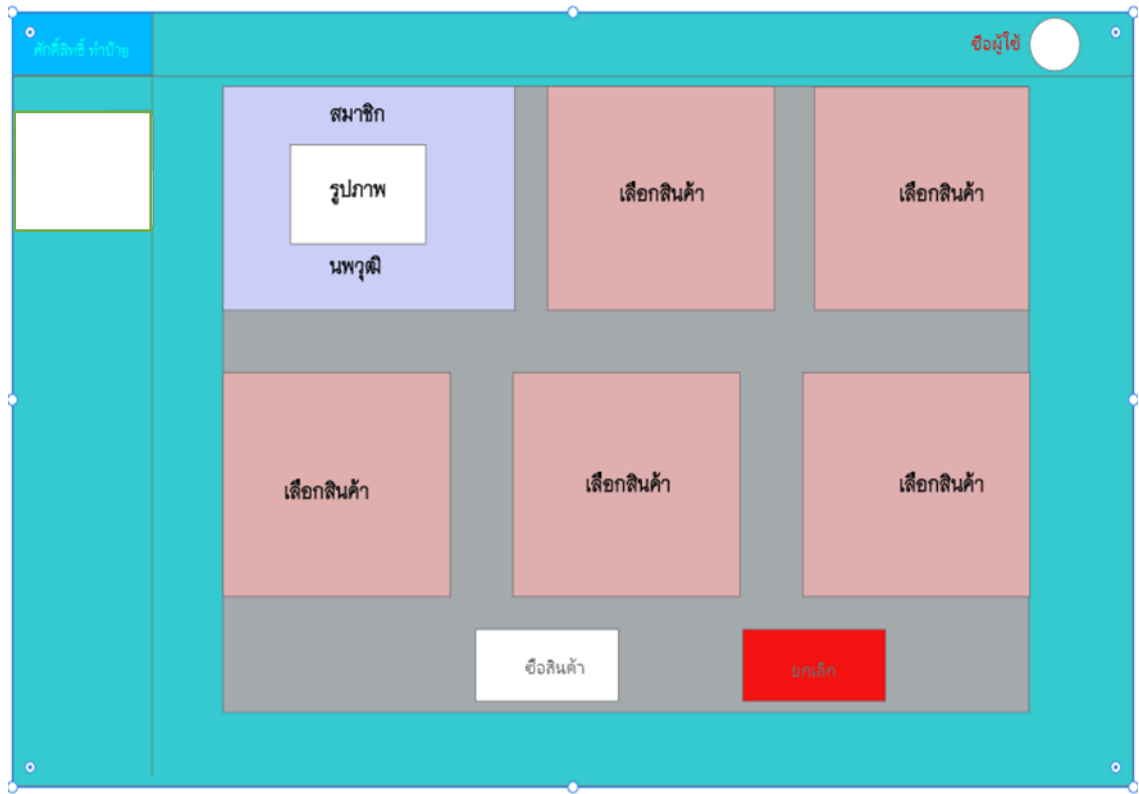 ศักดิ์สิทธิ์ ทำป้าย
ชื่อผู้ใช้
สมาชิก
รูปภาพ
นพวุฒิ
เลือกสินค้า
เลือกสินค้า
เลือกสินค้า
เลือกสินค้า
เลือกสินค้า
ซื้อสินค้า
ยกเลิก